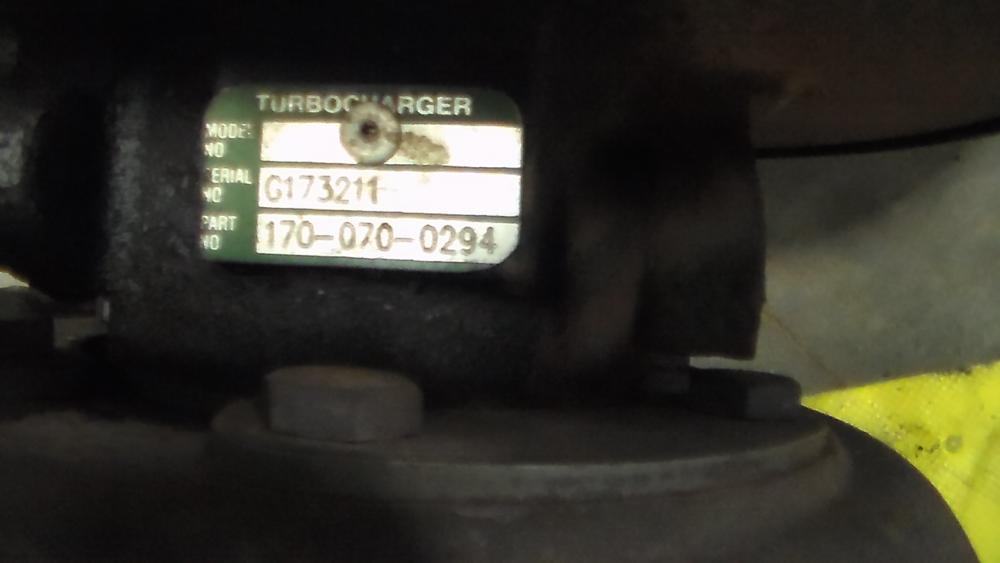 TURBOCHARGER
MODEL
NO
SERIAL
NO G173211
PART
NO 170-070-0294